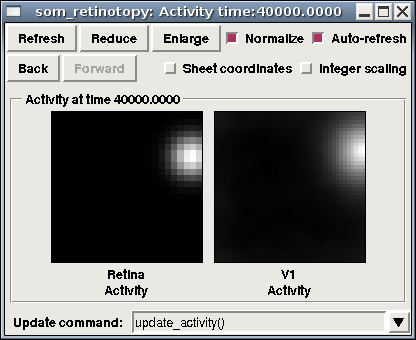 som_retinotopy: Activity time:40000.0000
Refresh Reduce Enlarge Normalize Auto-refresh
Back Forward Sheet coordinates Integer scaling
Activity at time 40000.0000
Retina V1
Activity Activity
Update command: update_activity()